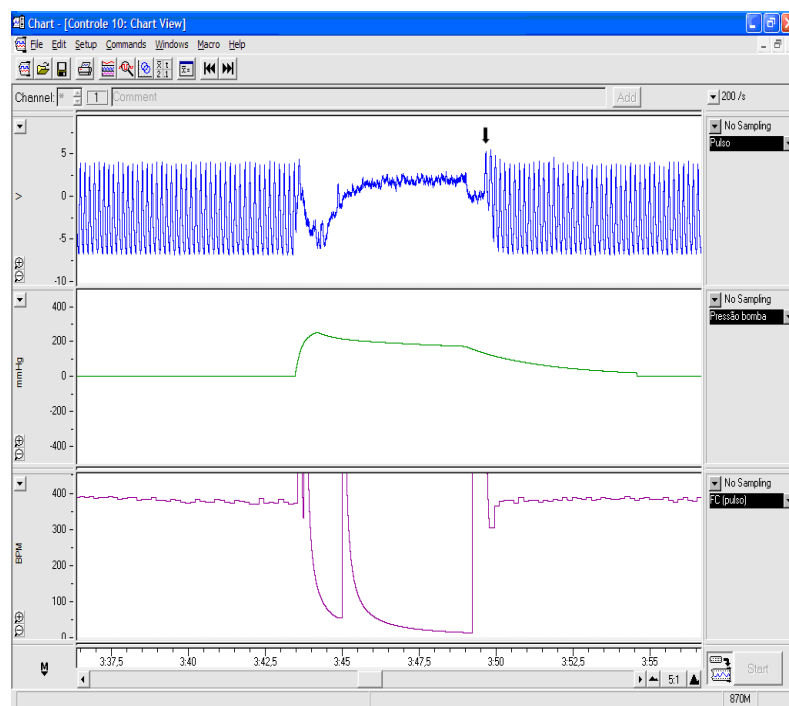 Chart - [Controle 10: Chart View]
File Edit Setup Commands Windows Macro Help
Channel: * 1 Comment Add 200 /s
No Sampling
Pulso
5
0
-5
-10
V
No Sampling
Pressão bomba
400
200
0
-200
-400
mmHg
No Sampling
FC (pulso)
400
300
200
100
0
BPM
3:37,5 3:40 3:42,5 3:45 3:47,5 3:50 3:52,5 3:55
M
5:1
Start
870M